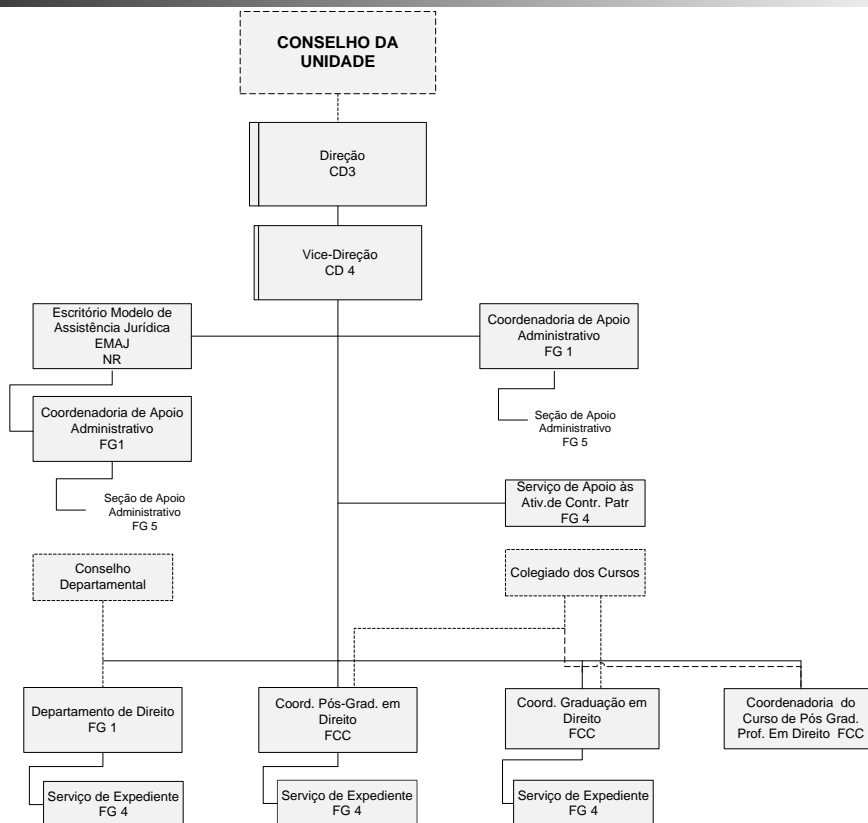 CONSELHO DA
UNIDADE
Direção
CD3
Vice-Direção
CD 4
Escritório Modelo de
Assistência Jurídica
EMAJ
NR
Coordenadoria de Apoio
Administrativo
FG 1
Coordenadoria de Apoio
Administrativo
FG1
Seção de Apoio
Administrativo
FG 5
Seção de Apoio
Administrativo
FG 5
Serviço de Apoio às
Ativ.de Contr. Patr
FG 4
Conselho
Departamental
Colegiado dos Cursos
Departamento de Direito
FG 1
Coord. Pós-Grad. em
Direito
FCC
Coord. Graduação em
Direito
FCC
Coordenadoria do
Curso de Pós Grad.
Prof. Em Direito FCC
Serviço de Expediente
FG 4
Serviço de Expediente
FG 4
Serviço de Expediente
FG 4